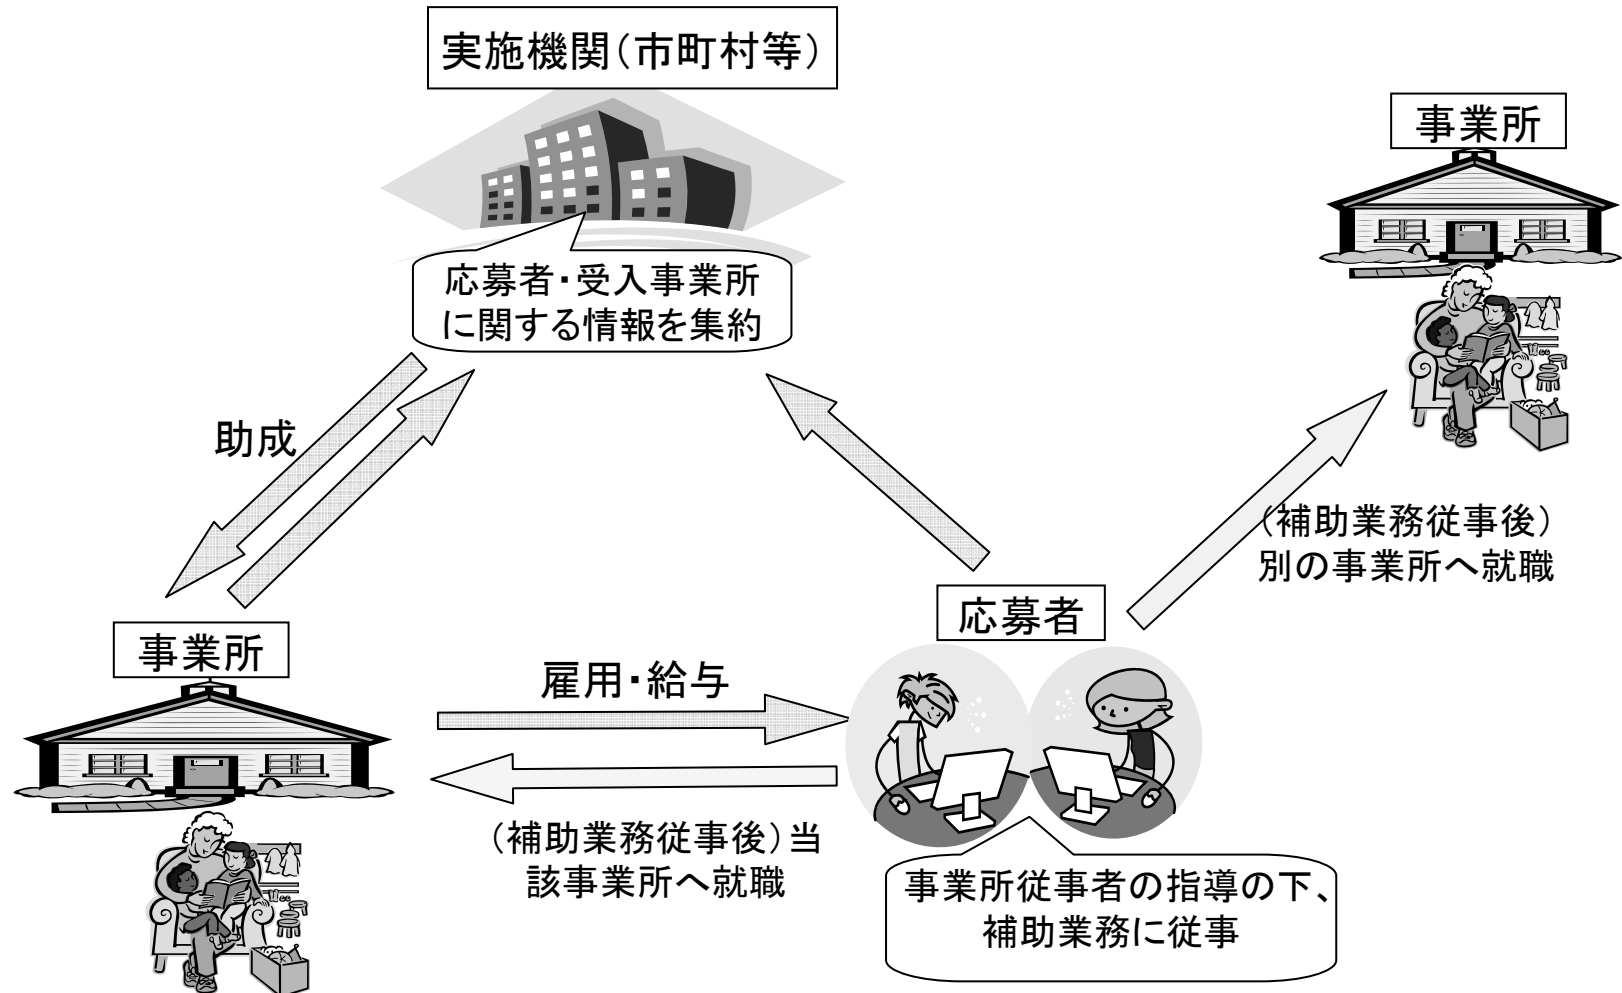 実施機関（市町村等）
事業所
応募者・受入事業所
に関する情報を集約
助成
（補助業務従事後）
別の事業所へ就職
応募者
事業所
雇用・給与
（補助業務従事後）当
該事業所へ就職
事業所従事者の指導の下、
補助業務に従事